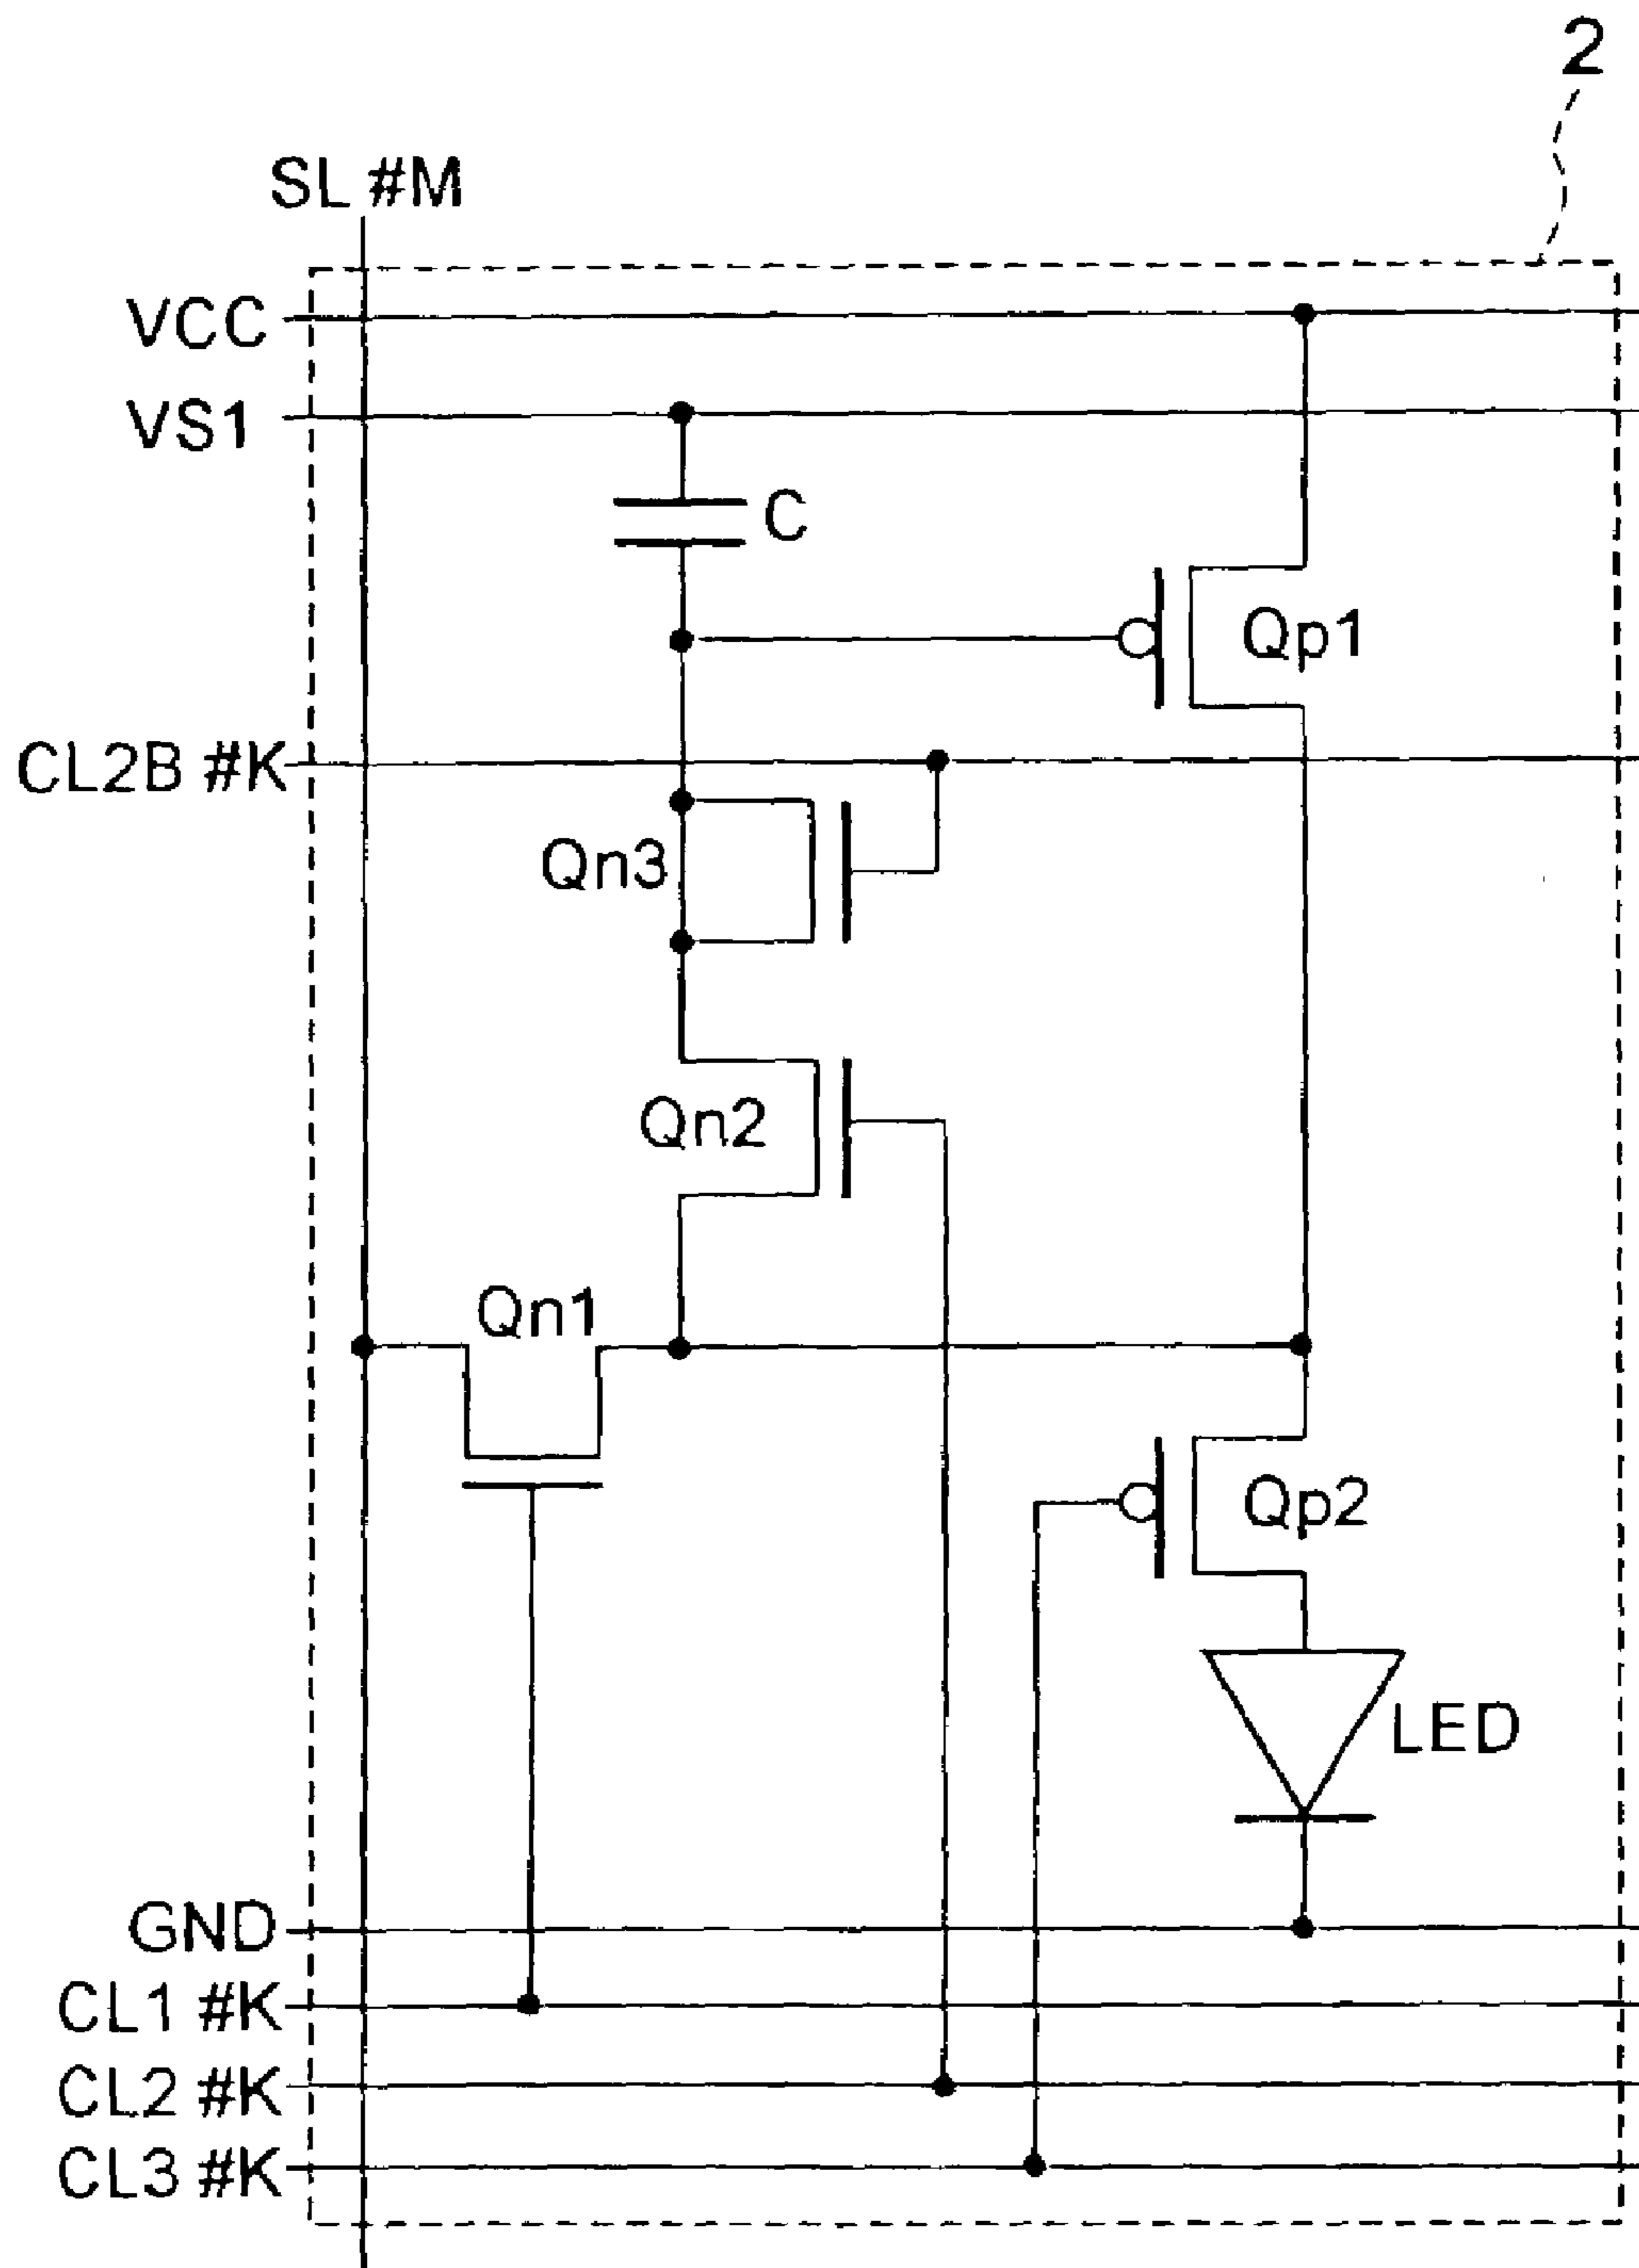 2
SL #M
VCC
VS1
C
Qp1
CL2B #K
Qn3
Qn2
Qn1
Qp2
LED
GND
CL1 #K
CL2 #K
CL3 #K